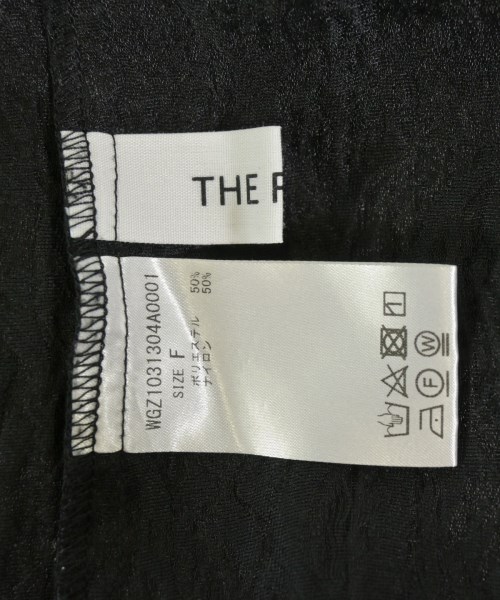 THE
WGZ1031304A0001
SIZE F
ポリエステル 50%
ナイロン 50%
F W